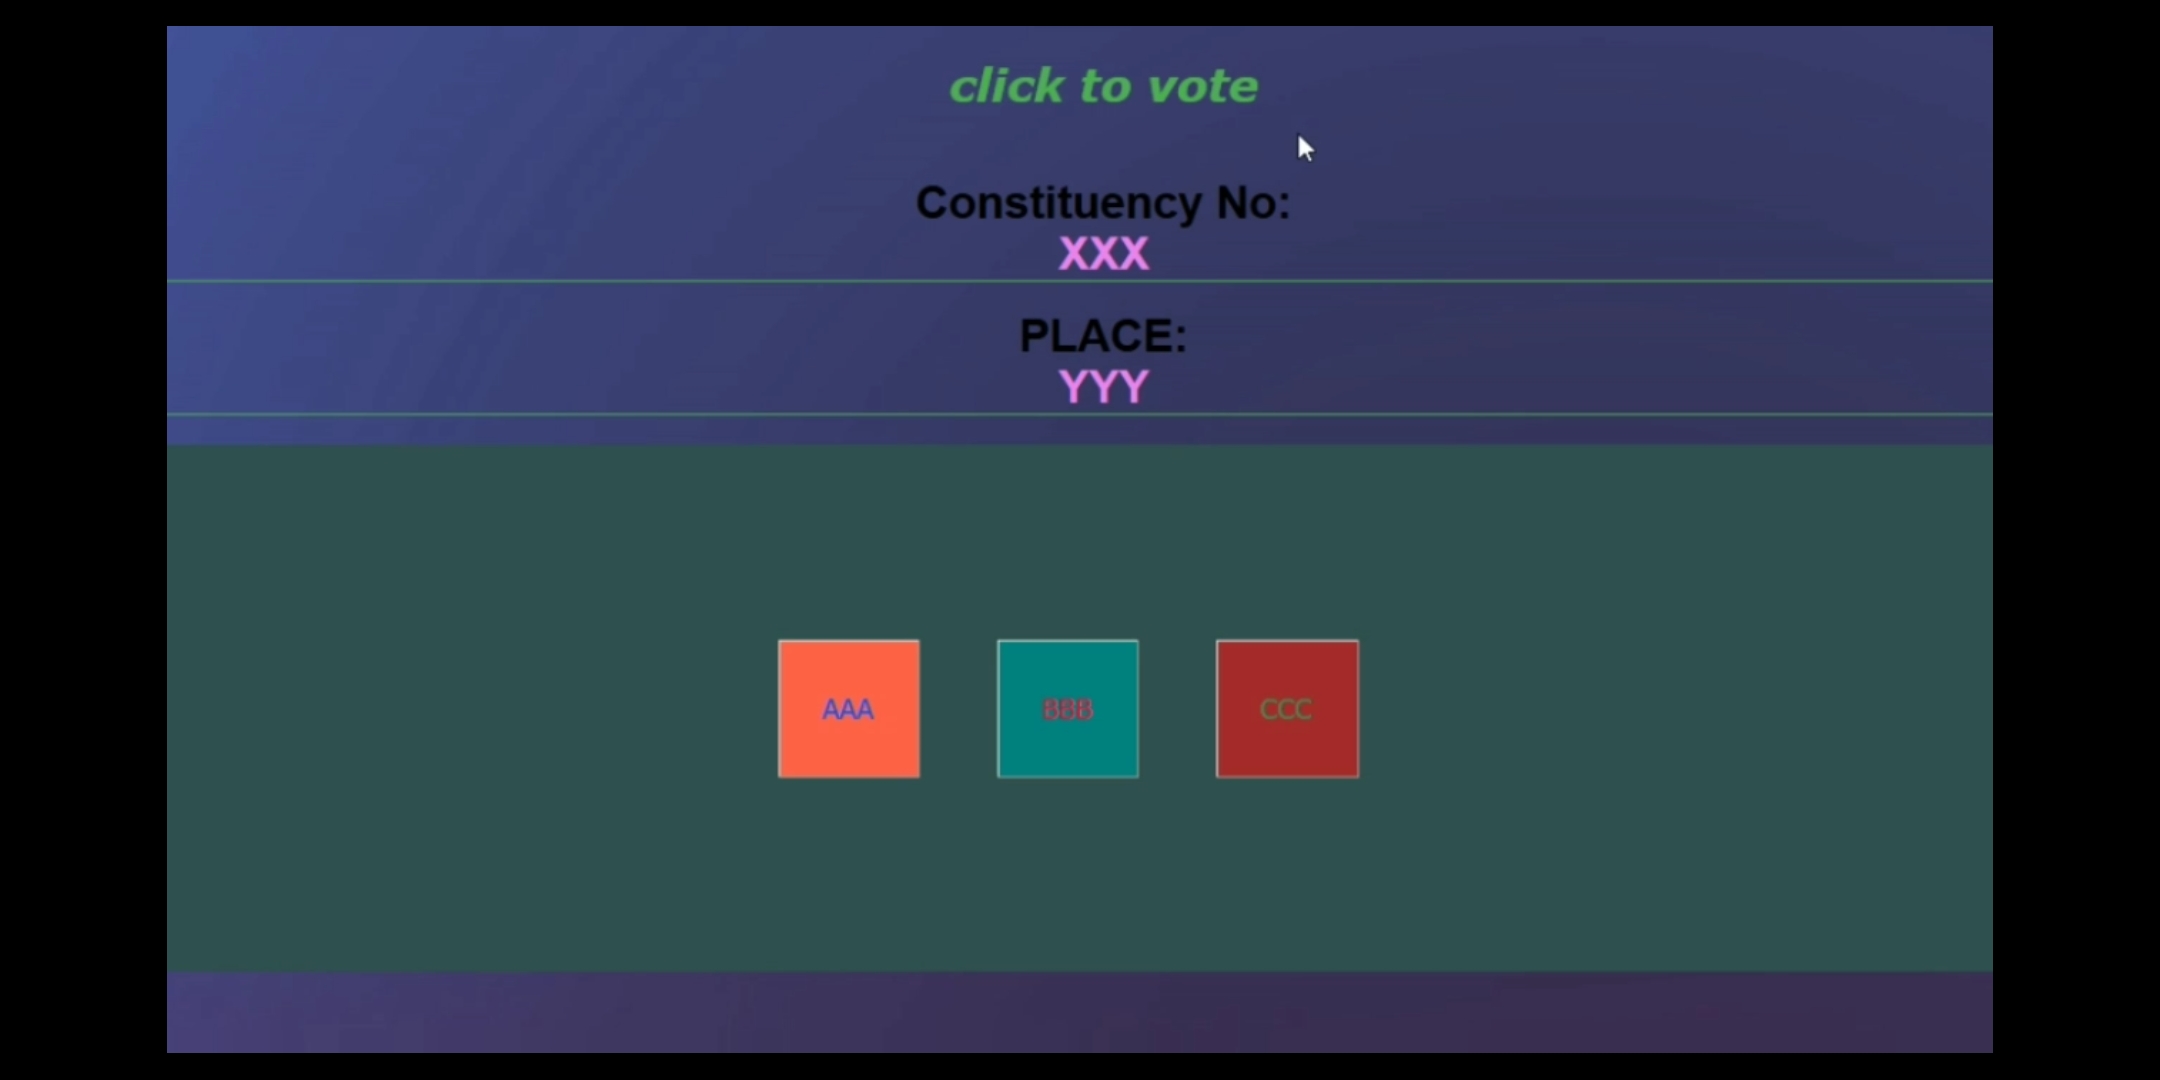 click to vote
Constituency No:
XXX
PLACE:
YYY
AAA BBB CCC